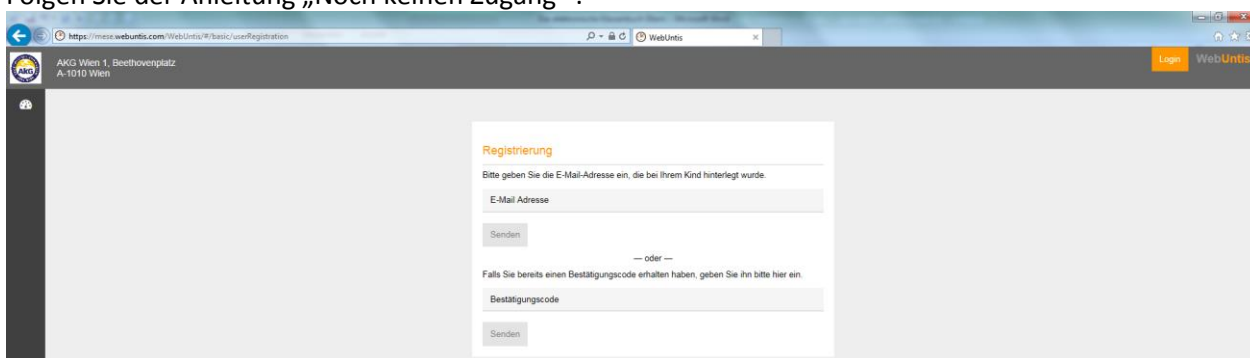 Folgen Sie der Anleitung „Noch keinen Zugang“.
https://mese.webuntis.com/WebUntis/#/basic/userRegistration
WebUntis
AKG
AKG Wien 1, Beethovenplatz
A-1010 Wien
Login
WebUntis
Registrierung
Bitte geben Sie die E-Mail-Adresse ein, die bei Ihrem Kind hinterlegt wurde.
E-Mail Adresse
Senden
— oder —
Falls Sie bereits einen Bestätigungscode erhalten haben, geben Sie ihn bitte hier ein.
Bestätigungscode
Senden